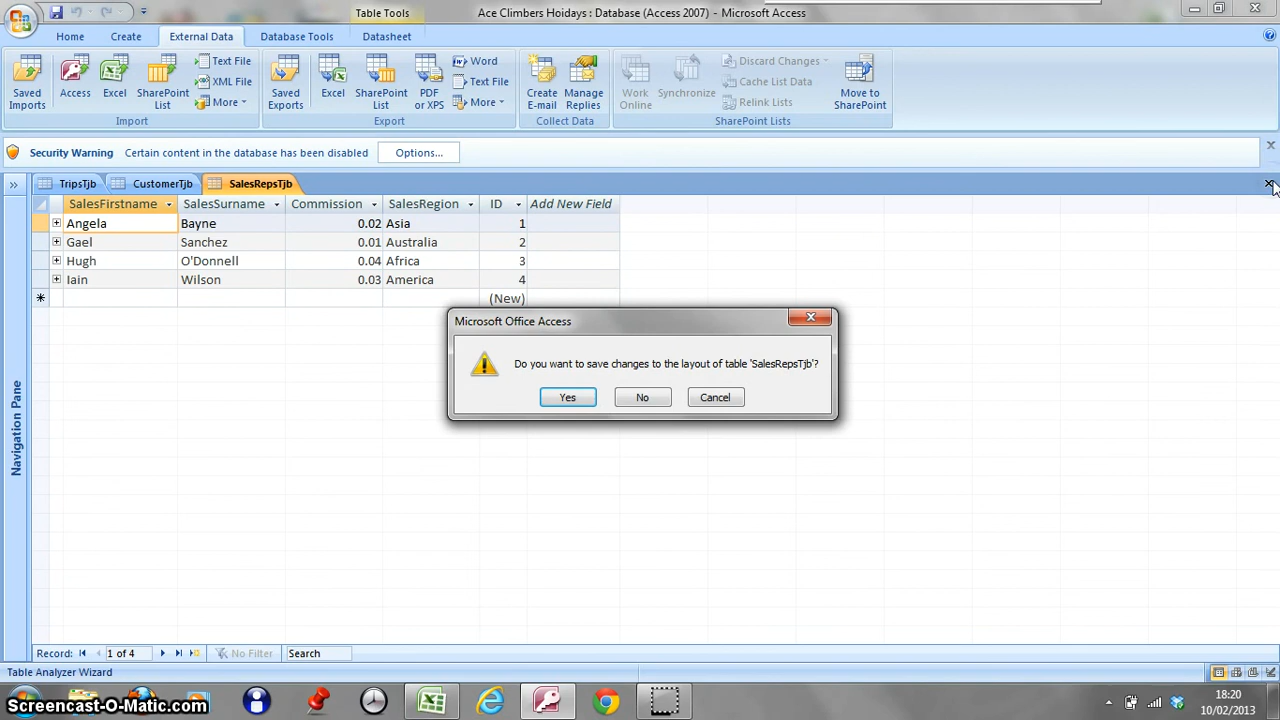 Table Tools
Ace Climbers Hoidays : Database (Access 2007) - Microsoft Access
Home Create External Data Database Tools Datasheet
Saved Imports
Access
Excel
SharePoint List
Text File
XML File
More
Import
Saved Exports
Excel
SharePoint List
PDF or XPS
Word
Text File
More
Export
Create E-mail
Manage Replies
Collect Data
Work Online
Synchronize
Discard Changes
Cache List Data
Relink Lists
Move to SharePoint
SharePoint Lists
Security Warning Certain content in the database has been disabled Options...
TripsTjb CustomerTjb SalesRepsTjb
SalesFirstname SalesSurname Commission SalesRegion ID Add New Field
Angela Bayne 0.02 Asia 1
Gael Sanchez 0.01 Australia 2
Hugh O'Donnell 0.04 Africa 3
Iain Wilson 0.03 America 4
(New)
Microsoft Office Access
Do you want to save changes to the layout of table 'SalesRepsTjb'?
Yes No Cancel
Navigation Pane
Record: 1 of 4 No Filter Search
Table Analyzer Wizard
Screencast-O-Matic.com
18:20
10/02/2013